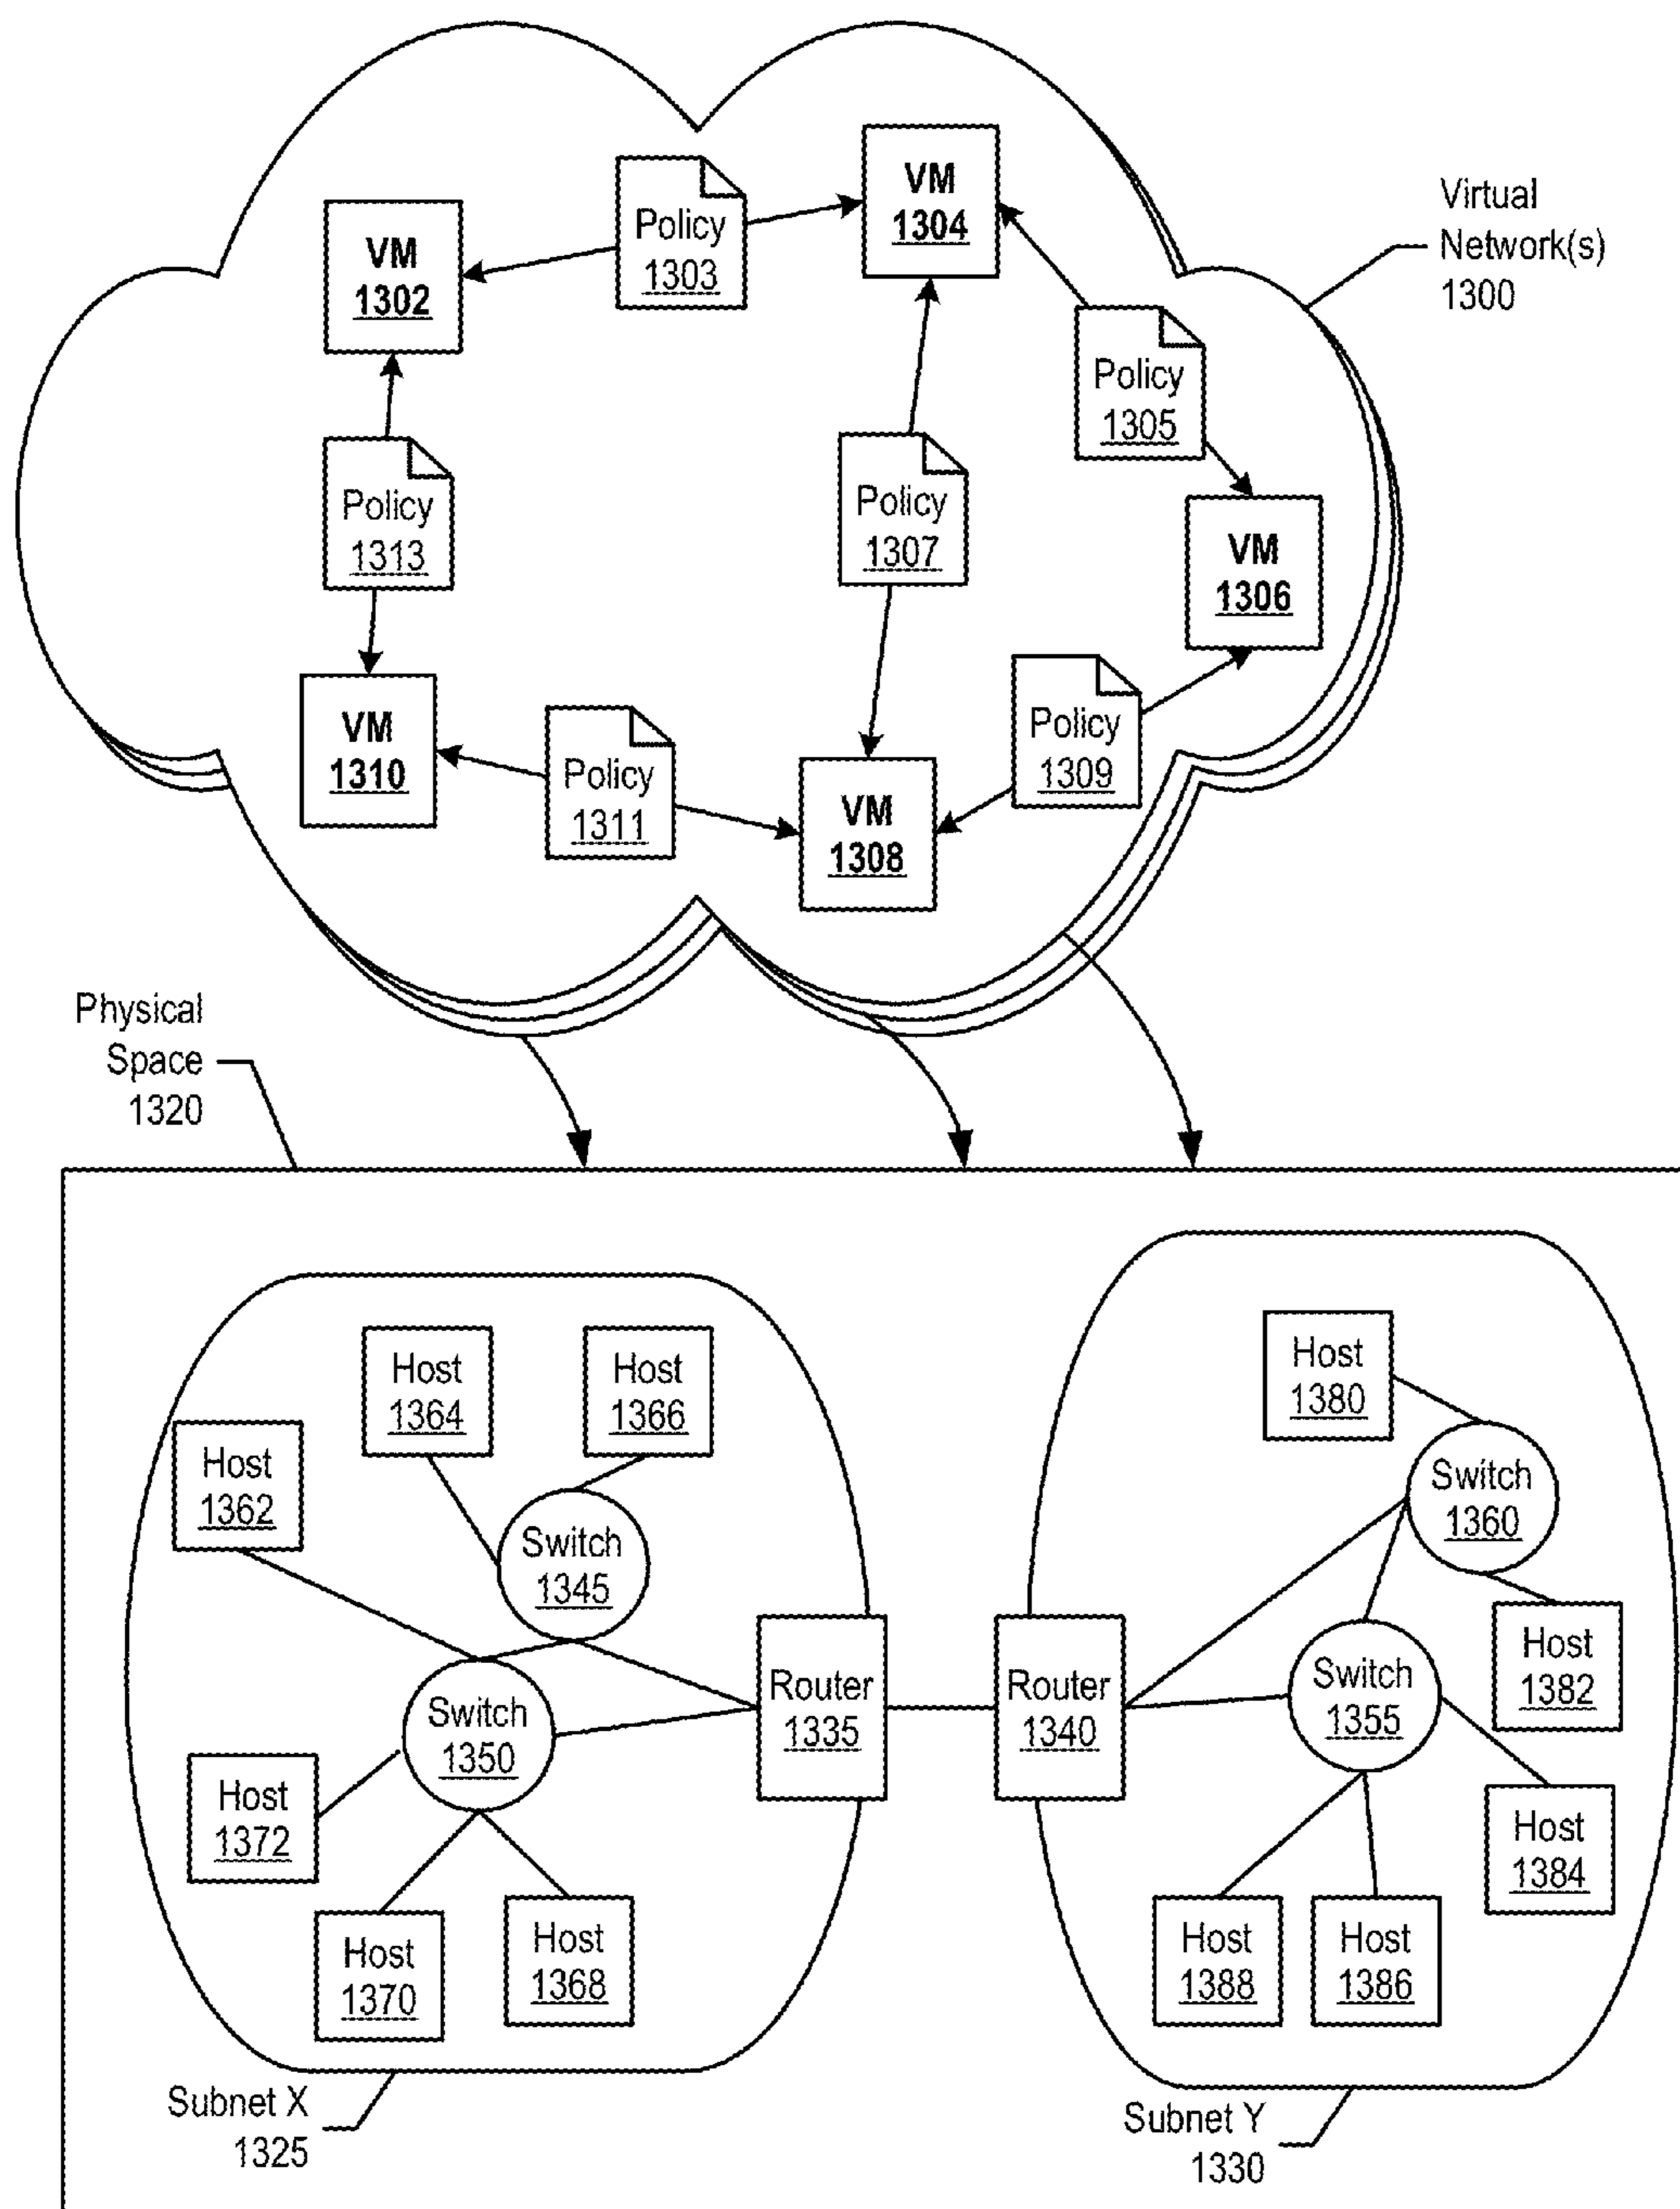 VM
1304
Virtual
Network(s)
1300
Policy
1303
VM
1302
Policy
1305
Policy
1313
Policy
1307
VM
1306
VM
1310
Policy
1309
Policy
1311
VM
1308
Physical
Space
1320
Host
1364
Host
1366
Host
1380
Host
1362
Switch
1360
Switch
1345
Host
1382
Router
1335
Router
1340
Switch
1355
Switch
1350
Host
1372
Host
1384
Host
1370
Host
1368
Host
1388
Host
1386
Subnet X
1325
Subnet Y
1330